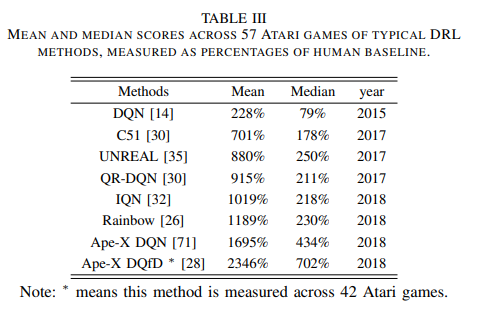 TABLE III
MEAN AND MEDIAN SCORES ACROSS 57 ATARI GAMES OF TYPICAL DRL
METHODS, MEASURED AS PERCENTAGES OF HUMAN BASELINE.
Methods Mean Median year
DQN [14] 228% 79% 2015
C51 [30] 701% 178% 2017
UNREAL [35] 880% 250% 2017
QR-DQN [30] 915% 211% 2017
IQN [32] 1019% 218% 2018
Rainbow [26] 1189% 230% 2018
Ape-X DQN [71] 1695% 434% 2018
Ape-X DQfD * [28] 2346% 702% 2018
Note: * means this method is measured across 42 Atari games.